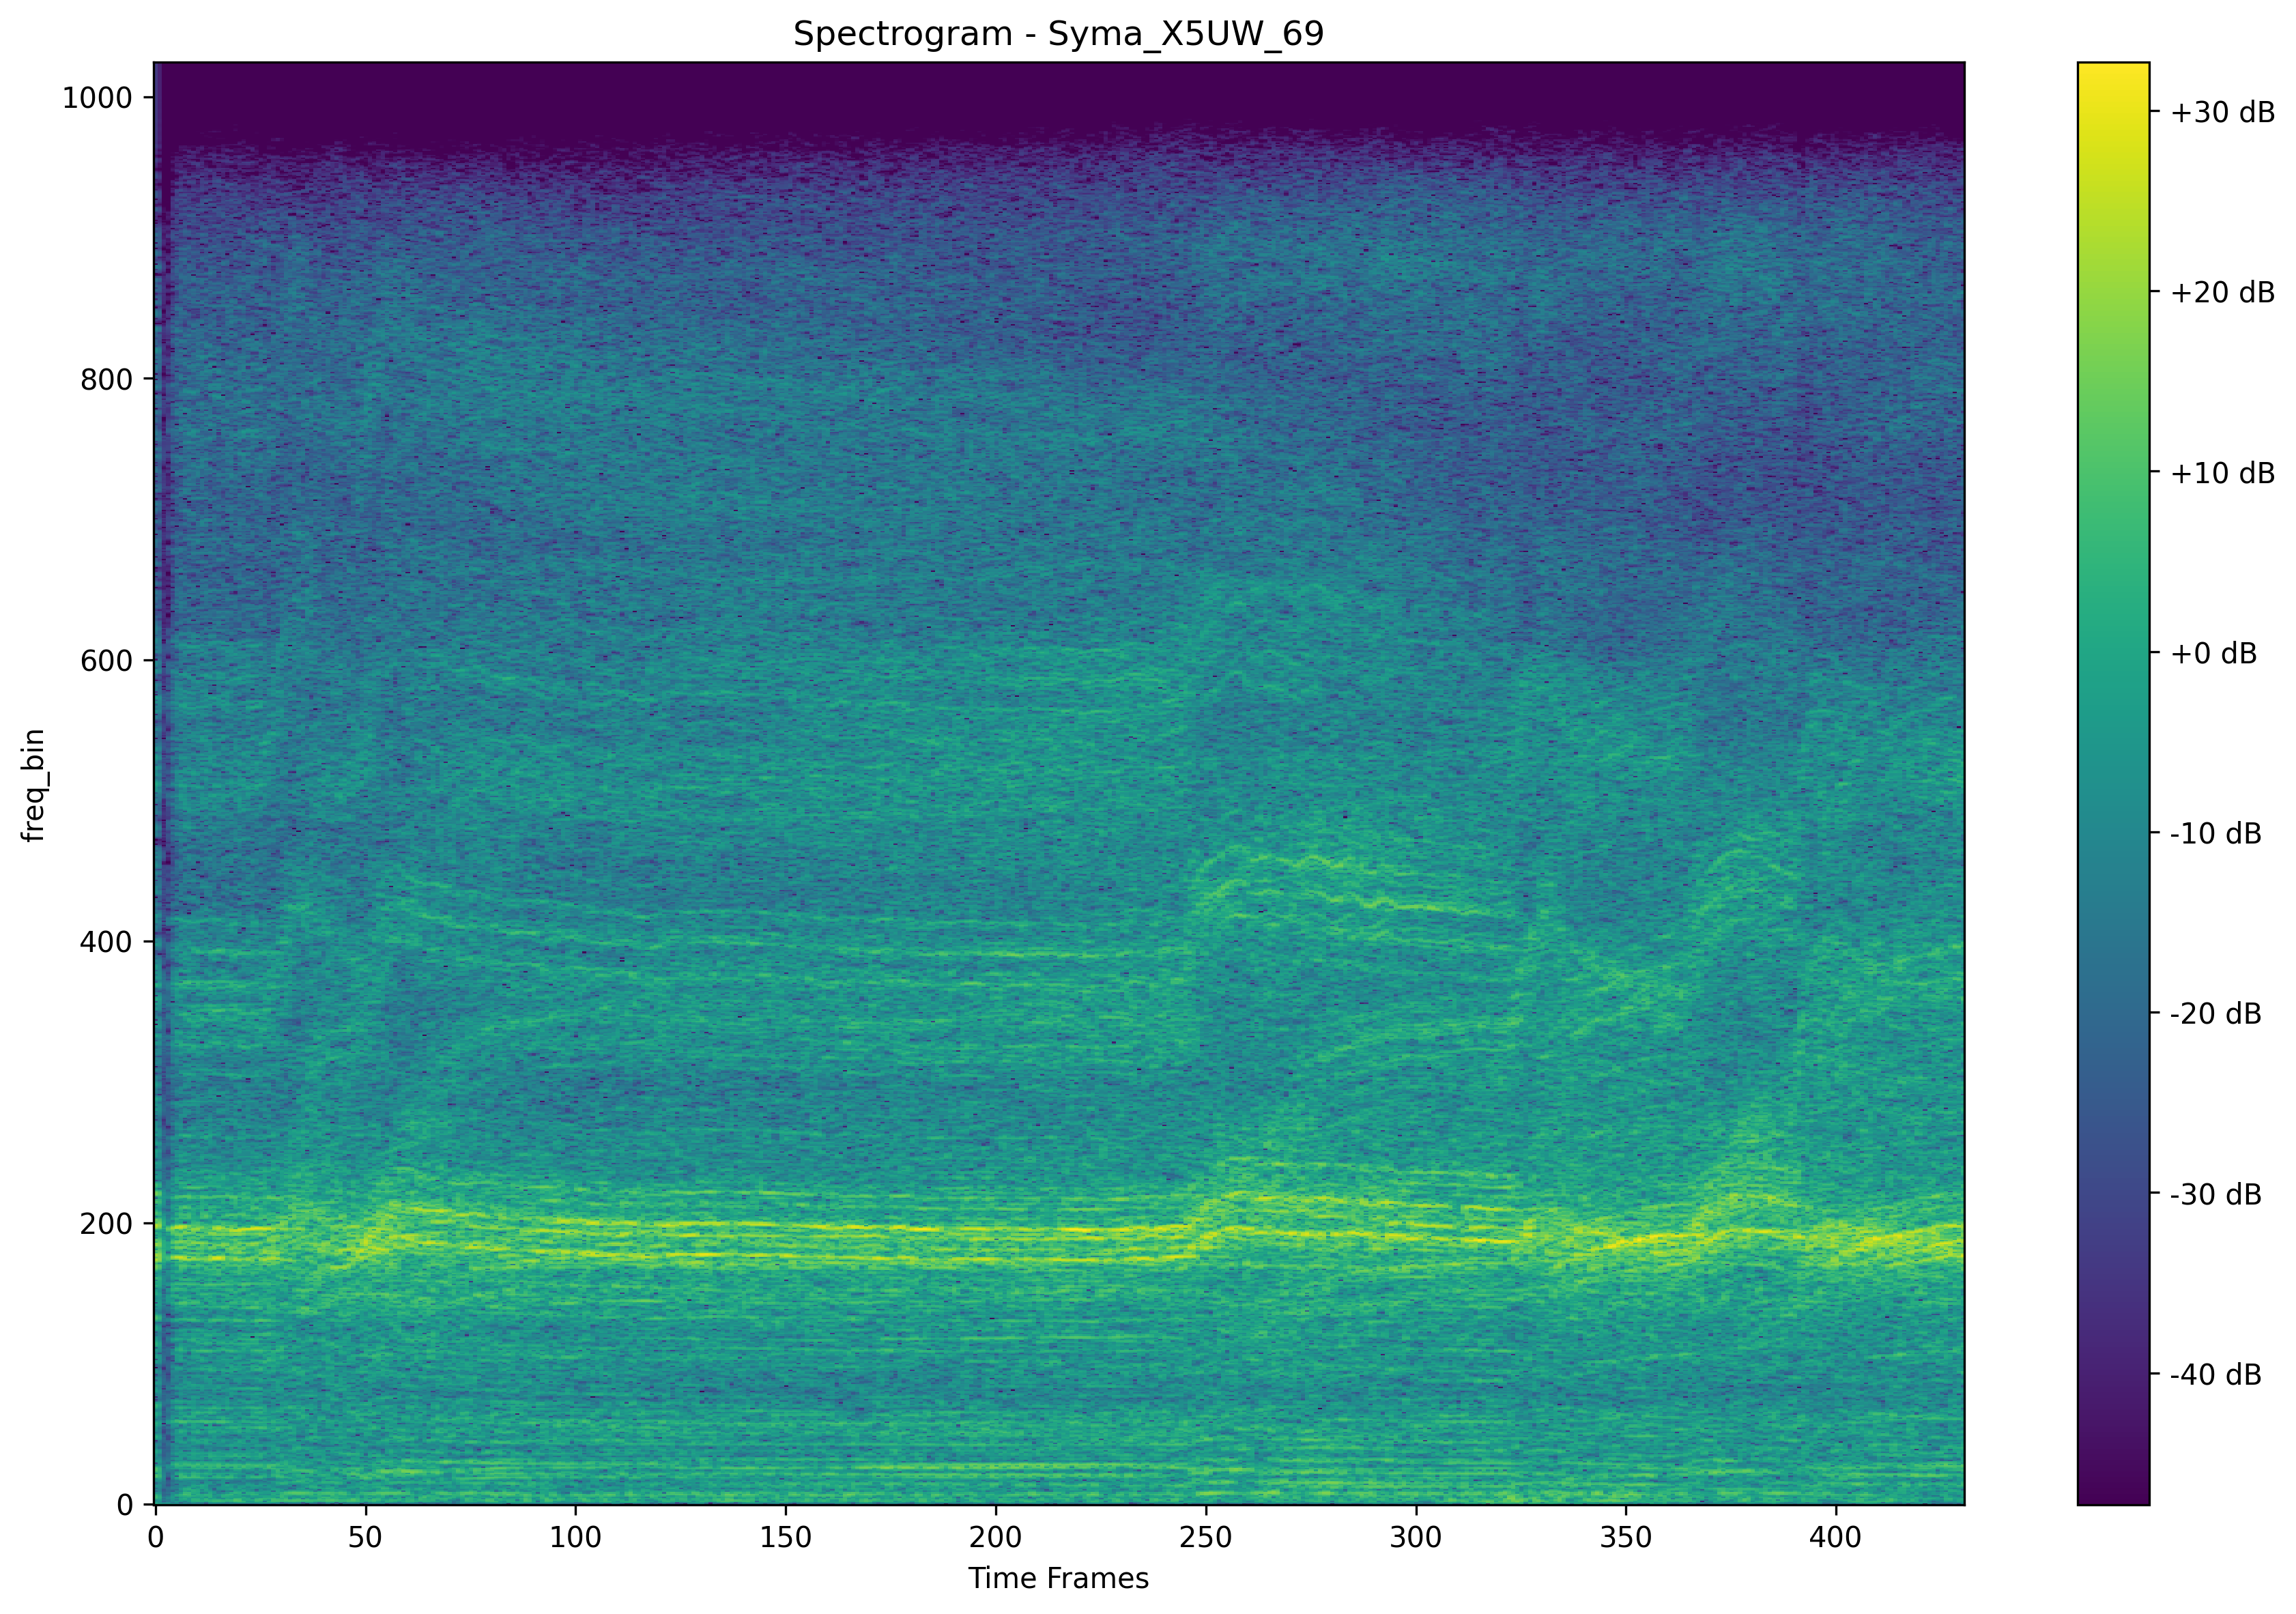 Spectrogram - Syma_X5UW_69
1000
800
600
400
200
0
freq_bin
0 50 100 150 200 250 300 350 400
Time Frames
+30 dB
+20 dB
+10 dB
+0 dB
-10 dB
-20 dB
-30 dB
-40 dB